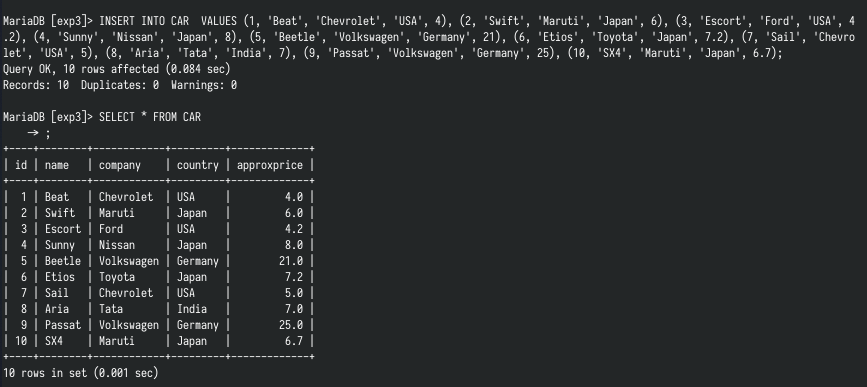 MariaDB [exp3]> INSERT INTO CAR  VALUES (1, 'Beat', 'Chevrolet', 'USA', 4), (2, 'Swift', 'Maruti', 'Japan', 6), (3, 'Escort', 'Ford', 'USA', 4
.2), (4, 'Sunny', 'Nissan', 'Japan', 8), (5, 'Beetle', 'Volkswagen', 'Germany', 21), (6, 'Etios', 'Toyota', 'Japan', 7.2), (7, 'Sail', 'Chevro
let', 'USA', 5), (8, 'Aria', 'Tata', 'India', 7), (9, 'Passat', 'Volkswagen', 'Germany', 25), (10, 'SX4', 'Maruti', 'Japan', 6.7);
Query OK, 10 rows affected (0.084 sec)
Records: 10  Duplicates: 0  Warnings: 0

MariaDB [exp3]> SELECT * FROM CAR
    → ;
+----+--------+------------+---------+-------------+
| id | name   | company    | country | approxprice |
+----+--------+------------+---------+-------------+
|  1 | Beat   | Chevrolet  | USA     |         4.0 |
|  2 | Swift  | Maruti     | Japan   |         6.0 |
|  3 | Escort | Ford       | USA     |         4.2 |
|  4 | Sunny  | Nissan     | Japan   |         8.0 |
|  5 | Beetle | Volkswagen | Germany |        21.0 |
|  6 | Etios  | Toyota     | Japan   |         7.2 |
|  7 | Sail   | Chevrolet  | USA     |         5.0 |
|  8 | Aria   | Tata       | India   |         7.0 |
|  9 | Passat | Volkswagen | Germany |        25.0 |
| 10 | SX4    | Maruti     | Japan   |         6.7 |
+----+--------+------------+---------+-------------+
10 rows in set (0.001 sec)